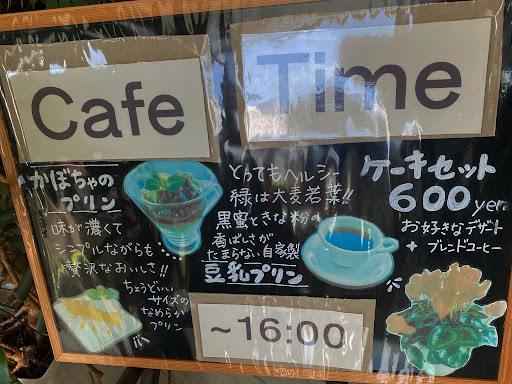 Cafe Time
かぼちゃの
プリン
味が濃くて
シンプルながらも・・・
贅沢なおいしさ!!
ちょうどいい
サイズの
なめらか
プリン
とってもヘルシー
緑は大麦若葉!!
黒蜜ときな粉の
香ばしさが
たまらない自家製
豆乳プリン
ケーキセット
600yen
お好きなデザート
+ブレンドコーヒー
~16:00